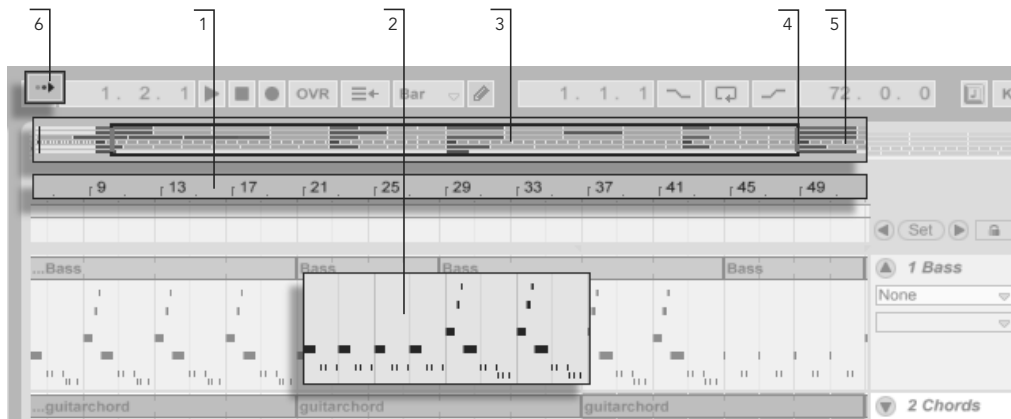 6 1 2 3 4 5
1 . 2 . 1 OVR Bar 1 . 1 . 1 72 . 0 . 0 K
9 13 17 21 25 29 33 37 41 45 49
Set
...Bass Bass Bass Bass 1 Bass
None
...guitarchord guitarchord guitarchord 2 Chords